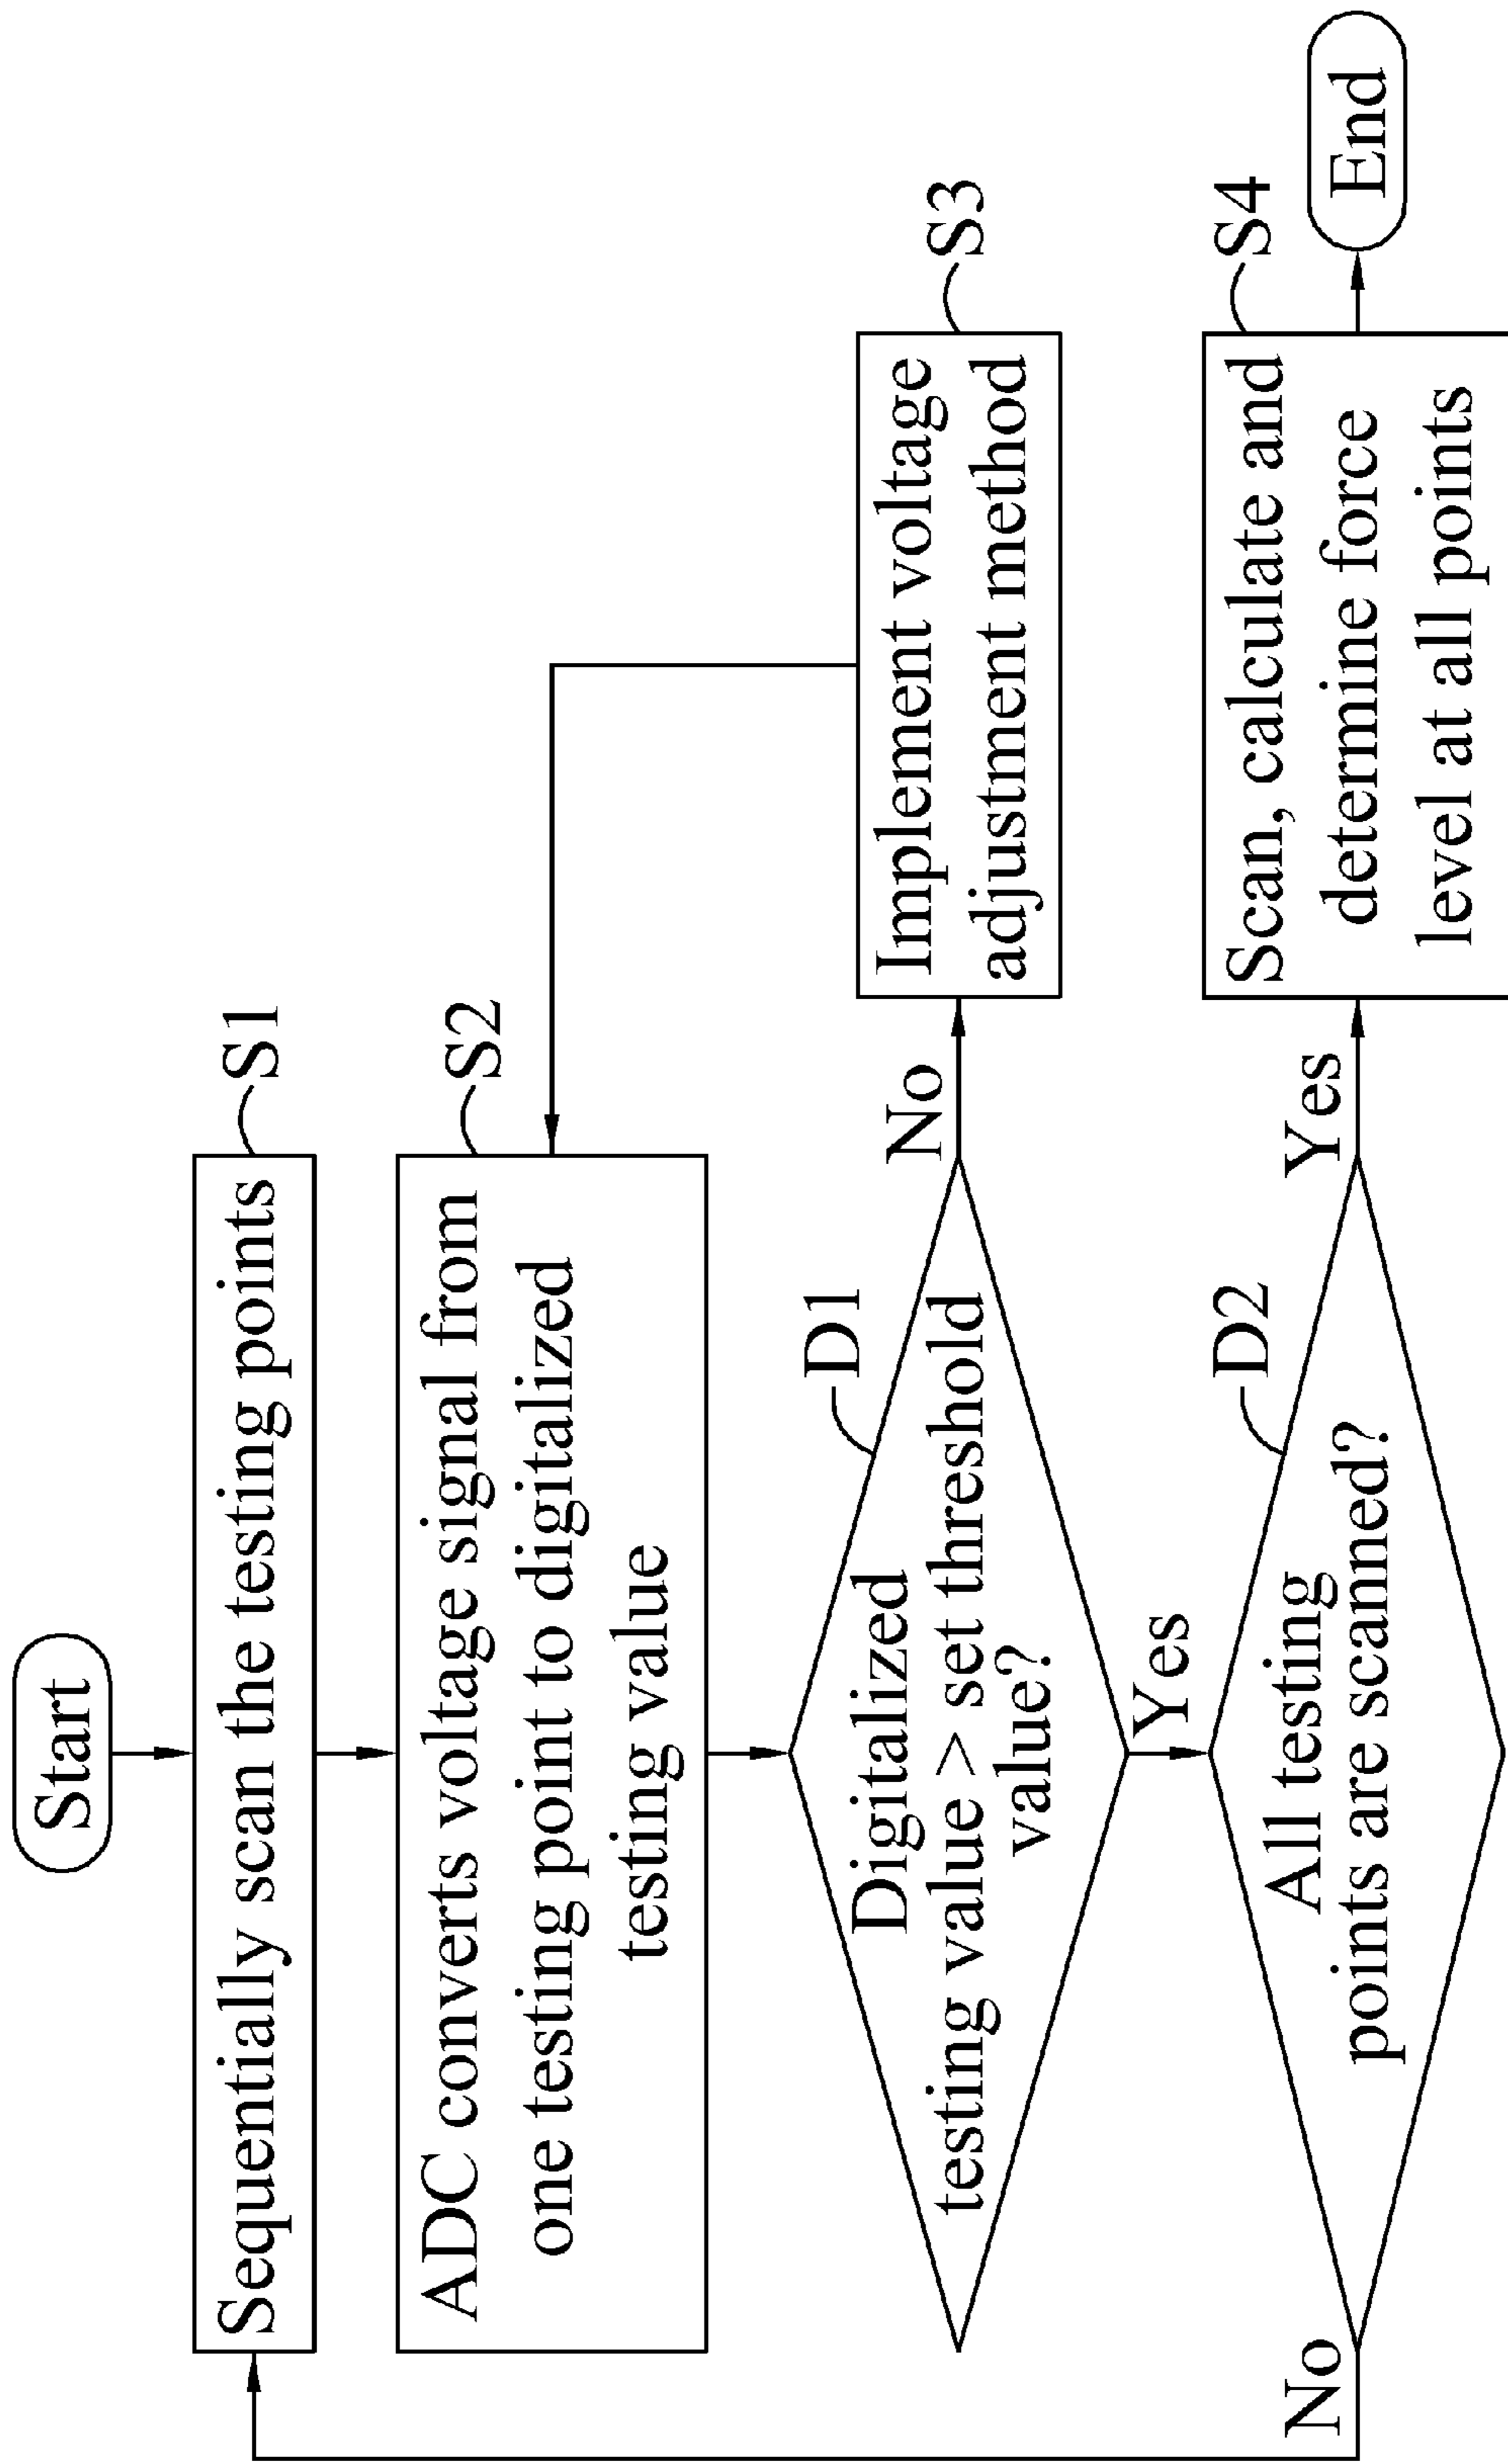 Start
Sequentially scan the testing points
S1
ADC converts voltage signal from
one testing point to digitalized
testing value
S2
Digitalized
testing value > set threshold
value?
D1
No
Implement voltage
adjustment method
S3
Yes
All testing
points are scanned?
D2
No
Yes
Scan, calculate and
determine force
level at all points
S4
End